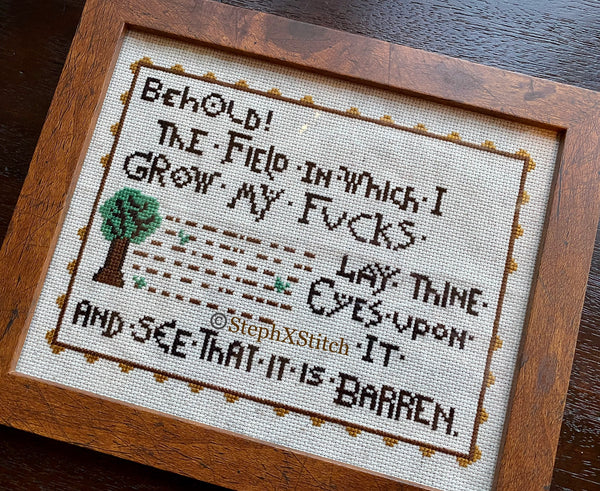 BehOLD!
ThE · FiELD · iN · Which · I
GROW · MY · FVCKS ·
LAY · ThiNE ·
EYES · UPON ·
· IT ·
©StephXStitch
AND · SEE · THAT · iT · iS · BARREN.